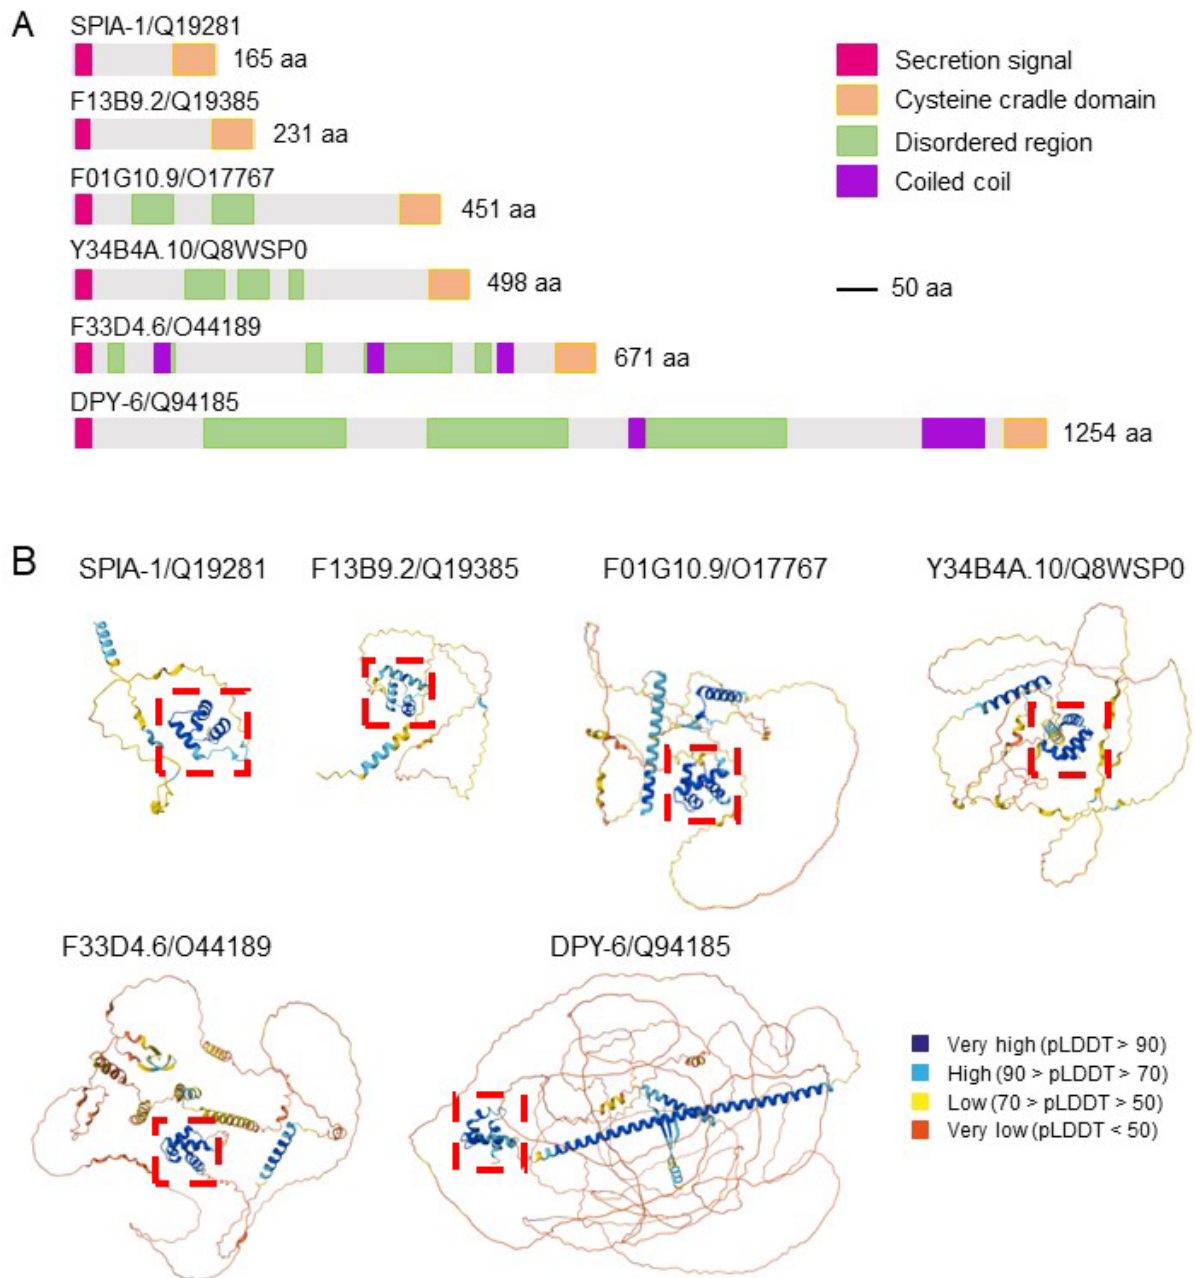 A
SPIA-1/Q19281
165 aa
F13B9.2/Q19385
231 aa
F01G10.9/O17767
451 aa
Y34B4A.10/Q8WSP0
498 aa
F33D4.6/O44189
671 aa
DPY-6/Q94185
1254 aa
Secretion signal
Cysteine cradle domain
Disordered region
Coiled coil
50 aa
B
SPIA-1/Q19281
F13B9.2/Q19385
F01G10.9/O17767
Y34B4A.10/Q8WSP0
F33D4.6/O44189
DPY-6/Q94185
Very high (pLDDT > 90)
High (90 > pLDDT > 70)
Low (70 > pLDDT > 50)
Very low (pLDDT < 50)